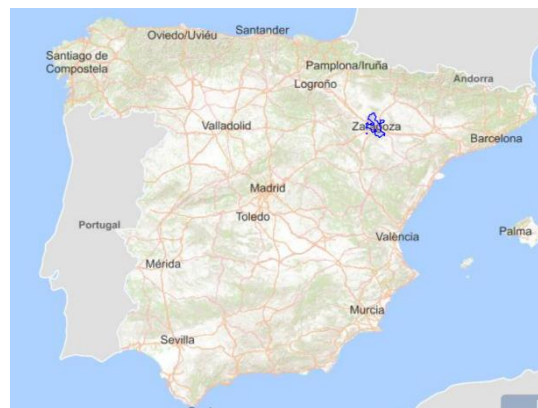 Oviedo/Uviéu
Santander
Santiago de
Compostela
Pamplona/Iruña
Logroño
Andorra
Valladolid
Zaragoza
Barcelona
Madrid
Portugal
Toledo
València
Palma
Mérida
Murcia
Sevilla